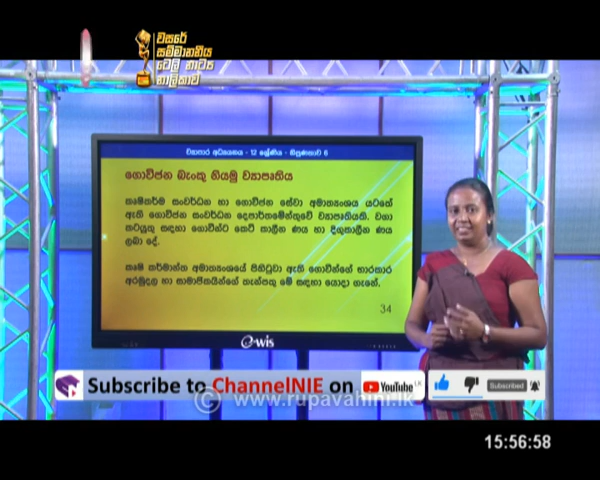 වසරේ
සම්මානනීය
ටෙලි නාට්‍ය
නාලිකාව
ව්‍යාපාර අධ්‍යයනය - 12 ශ්‍රේණිය - නිපුණතාව 6
ගොවිජන බැංකු නියමු ව්‍යාපෘතිය
කෘෂිකර්ම සංවර්ධන හා ගොවිජන සේවා අමාත්‍යංශය යටතේ
ඇති ගොවිජන සංවර්ධන දෙපාර්තමේන්තුවේ ව්‍යාපෘතියකි. වගා
කටයුතු සඳහා ගොවීන්ට කෙටි කාලීන ණය හා දිගුකාලීන ණය
ලබා දේ.
කෘෂි කර්මාන්ත අමාත්‍යංශයේ පිහිටුවා ඇති ගොවීන්ගේ භාරකාර
අරමුදල හා සාමාජිකයින්ගේ තැන්පතු මේ සඳහා යොදා ගැනේ.
34
e-wis
Subscribe to ChannelNIE on YouTube LK Subscribed
© www.rupavahini.lk
15:56:58